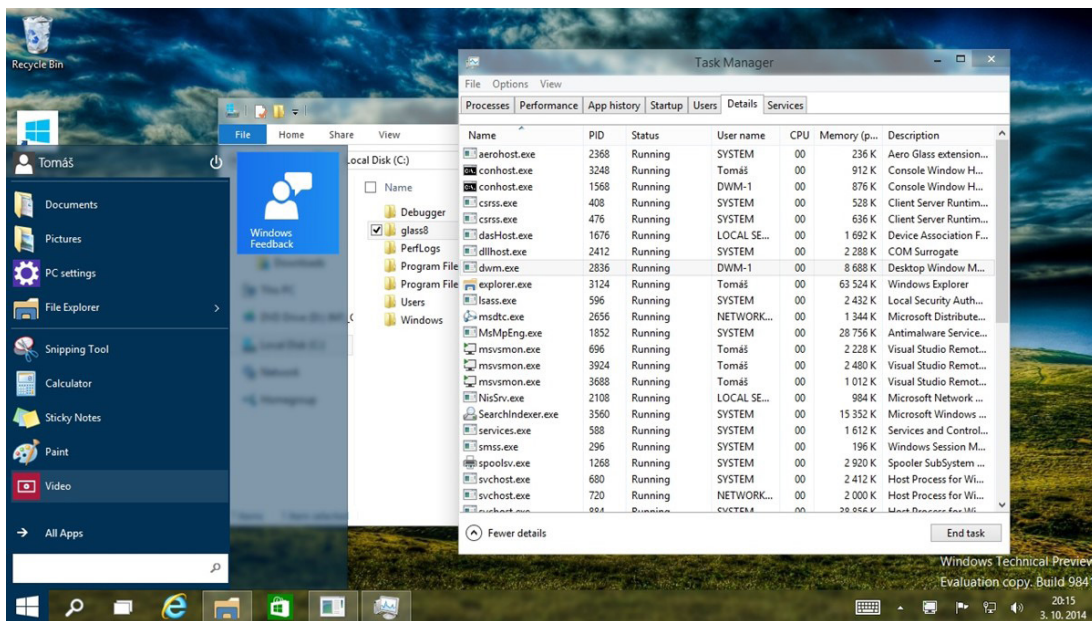 Recycle Bin
Tomáš
Documents
Pictures
PC settings
File Explorer
Snipping Tool
Calculator
Sticky Notes
Paint
Video
All Apps
Windows
Feedback
File Home Share View
Local Disk (C:)
Name
Debugger
glass8
PerfLogs
Program File
Program File
Users
Windows
Task Manager
File Options View
Processes Performance App history Startup Users Details Services
Name PID Status User name CPU Memory (p... Description
aerohost.exe 2368 Running SYSTEM 00 236 K Aero Glass extension...
conhost.exe 3248 Running Tomáš 00 912 K Console Window H...
conhost.exe 1568 Running DWM-1 00 876 K Console Window H...
csrss.exe 408 Running SYSTEM 00 528 K Client Server Runtim...
csrss.exe 476 Running SYSTEM 00 636 K Client Server Runtim...
dasHost.exe 1676 Running LOCAL SE... 00 1 692 K Device Association F...
dllhost.exe 2412 Running SYSTEM 00 2 288 K COM Surrogate
dwm.exe 2836 Running DWM-1 00 8 688 K Desktop Window M...
explorer.exe 3124 Running Tomáš 00 63 524 K Windows Explorer
lsass.exe 596 Running SYSTEM 00 2 432 K Local Security Auth...
msdtc.exe 2656 Running NETWORK... 00 1 344 K Microsoft Distribute...
MsMpEng.exe 1852 Running SYSTEM 00 28 756 K Antimalware Service...
msvsmon.exe 696 Running Tomáš 00 2 228 K Visual Studio Remot...
msvsmon.exe 3924 Running Tomáš 00 2 480 K Visual Studio Remot...
msvsmon.exe 3688 Running Tomáš 00 1 012 K Visual Studio Remot...
NisSrv.exe 2108 Running LOCAL SE... 00 984 K Microsoft Network ...
SearchIndexer.exe 3560 Running SYSTEM 00 15 352 K Microsoft Windows ...
services.exe 588 Running SYSTEM 00 1 612 K Services and Control...
smss.exe 296 Running SYSTEM 00 196 K Windows Session M...
spoolsv.exe 1268 Running SYSTEM 00 2 920 K Spooler SubSystem ...
svchost.exe 680 Running SYSTEM 00 2 412 K Host Process for Wi...
svchost.exe 720 Running NETWORK... 00 2 000 K Host Process for Wi...
svchost.exe 884 Running SYSTEM 00 38 856 K Host Process for Wi...
Fewer details
End task
Windows Technical Preview
Evaluation copy. Build 984
20:15
3. 10. 2014